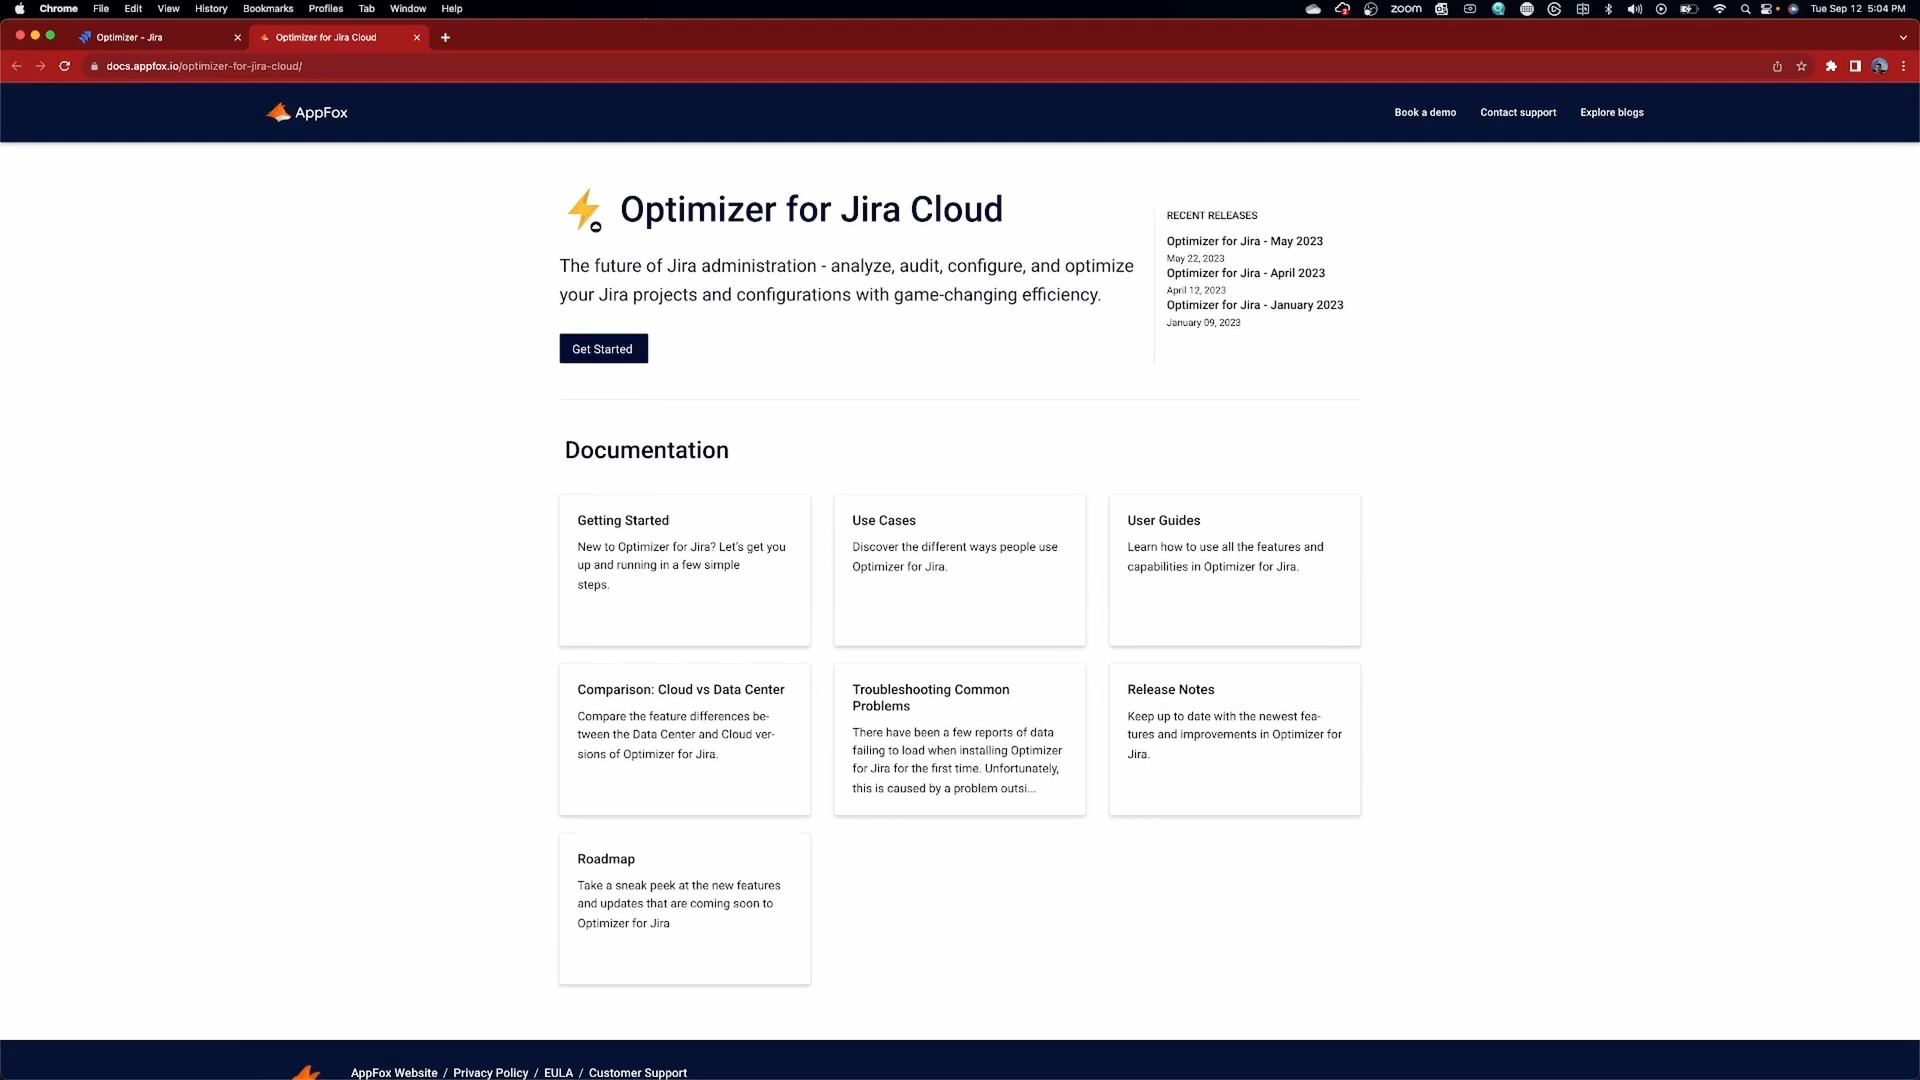 Chrome File Edit View History Bookmarks Profiles Tab Window Help
zoom
Tue Sep 12 5:04 PM
Optimizer - Jira
Optimizer for Jira Cloud
docs.appfox.io/optimizer-for-jira-cloud/
AppFox
Book a demo
Contact support
Explore blogs
Optimizer for Jira Cloud
The future of Jira administration - analyze, audit, configure, and optimize
your Jira projects and configurations with game-changing efficiency.
Get Started
RECENT RELEASES
Optimizer for Jira - May 2023
May 22, 2023
Optimizer for Jira - April 2023
April 12, 2023
Optimizer for Jira - January 2023
January 09, 2023
Documentation
Getting Started
New to Optimizer for Jira? Let's get you
up and running in a few simple
steps.
Use Cases
Discover the different ways people use
Optimizer for Jira.
User Guides
Learn how to use all the features and
capabilities in Optimizer for Jira.
Comparison: Cloud vs Data Center
Compare the feature differences be-
tween the Data Center and Cloud ver-
sions of Optimizer for Jira.
Troubleshooting Common
Problems
There have been a few reports of data
failing to load when installing Optimizer
for Jira for the first time. Unfortunately,
this is caused by a problem outsi...
Release Notes
Keep up to date with the newest fea-
tures and improvements in Optimizer for
Jira.
Roadmap
Take a sneak peek at the new features
and updates that are coming soon to
Optimizer for Jira
AppFox Website / Privacy Policy / EULA / Customer Support